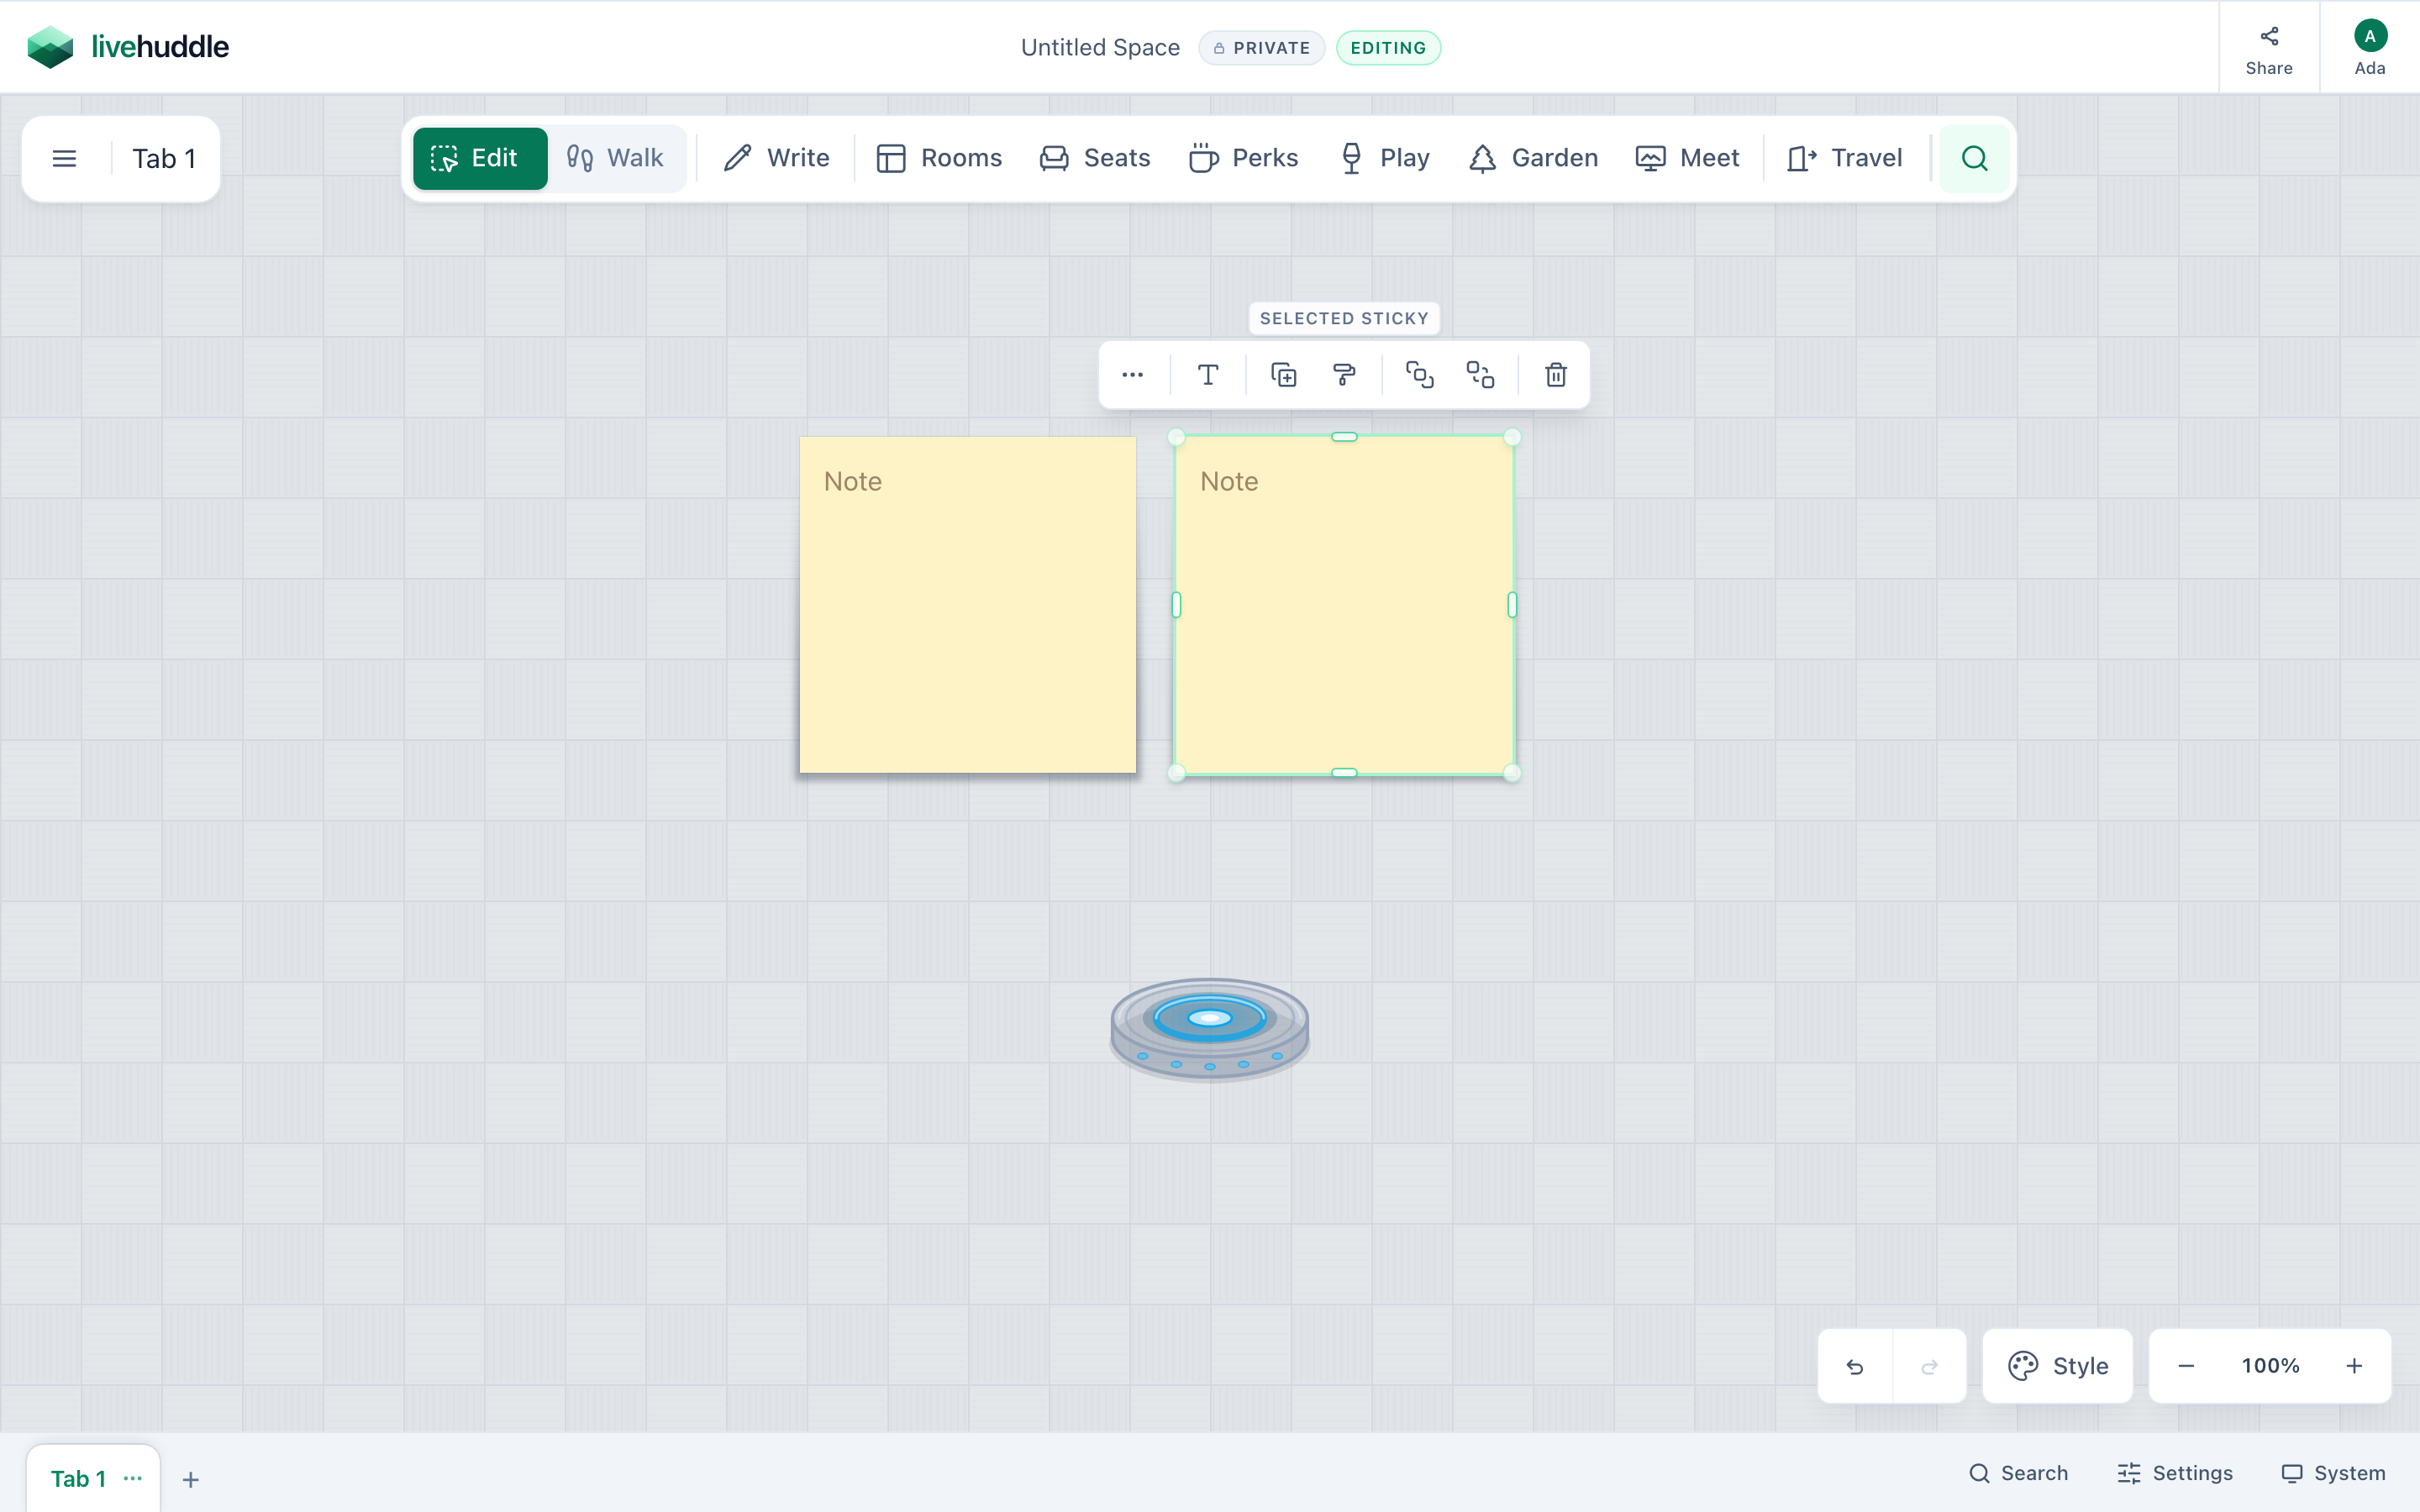 livehuddle
Untitled Space PRIVATE EDITING
Share
A
Ada
Tab 1
Edit Walk Write Rooms Seats Perks Play Garden Meet Travel
SELECTED STICKY
Note
Note
Style
100%
Tab 1
Search Settings System